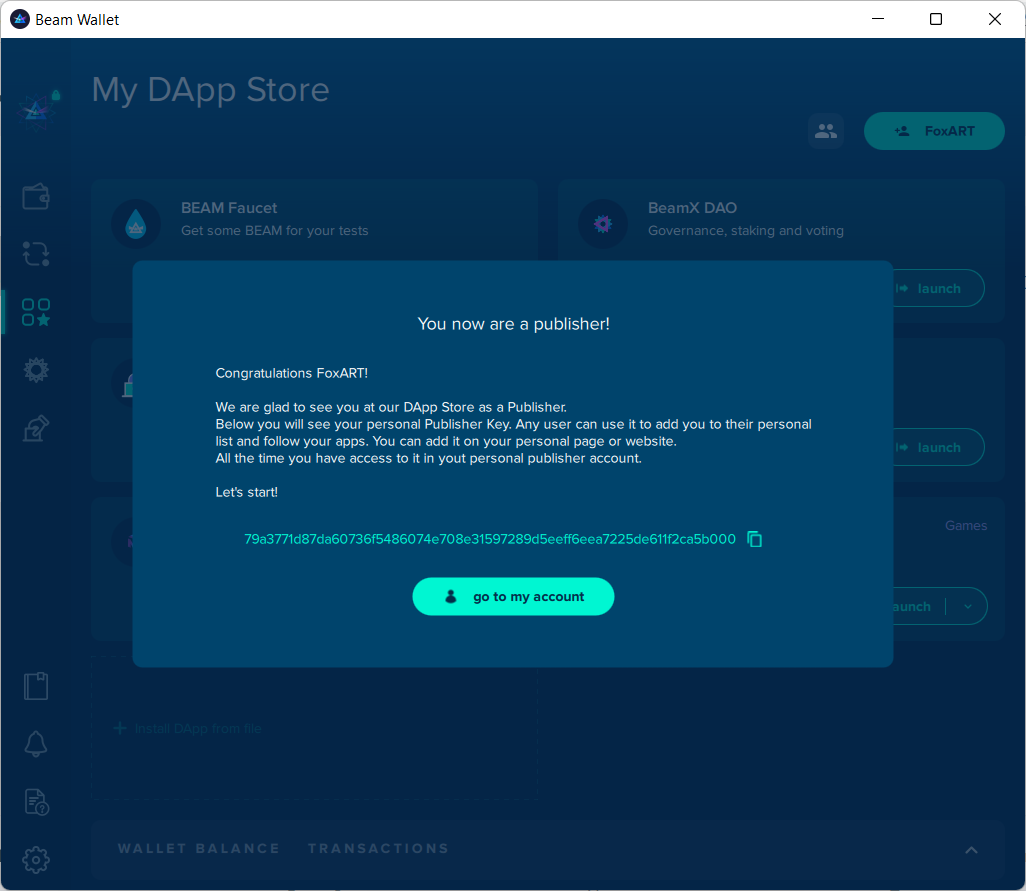 Beam Wallet
My DApp Store
FoxART
BEAM Faucet
Get some BEAM for your tests
BeamX DAO
Governance, staking and voting
launch
You now are a publisher!
Congratulations FoxART!
We are glad to see you at our DApp Store as a Publisher.
Below you will see your personal Publisher Key. Any user can use it to add you to their personal
list and follow your apps. You can add it on your personal page or website.
All the time you have access to it in yout personal publisher account.
Let's start!
launch
Games
79a3771d87da60736f5486074e708e31597289d5eeff6eea7225de611f2ca5b000
go to my account
aunch
Install DApp from file
WALLET BALANCE TRANSACTIONS